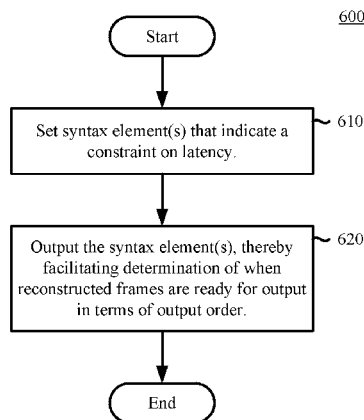 600
Start
610
Set syntax element(s) that indicate a
constraint on latency.
620
Output the syntax element(s), thereby
facilitating determination of when
reconstructed frames are ready for output
in terms of output order.
End